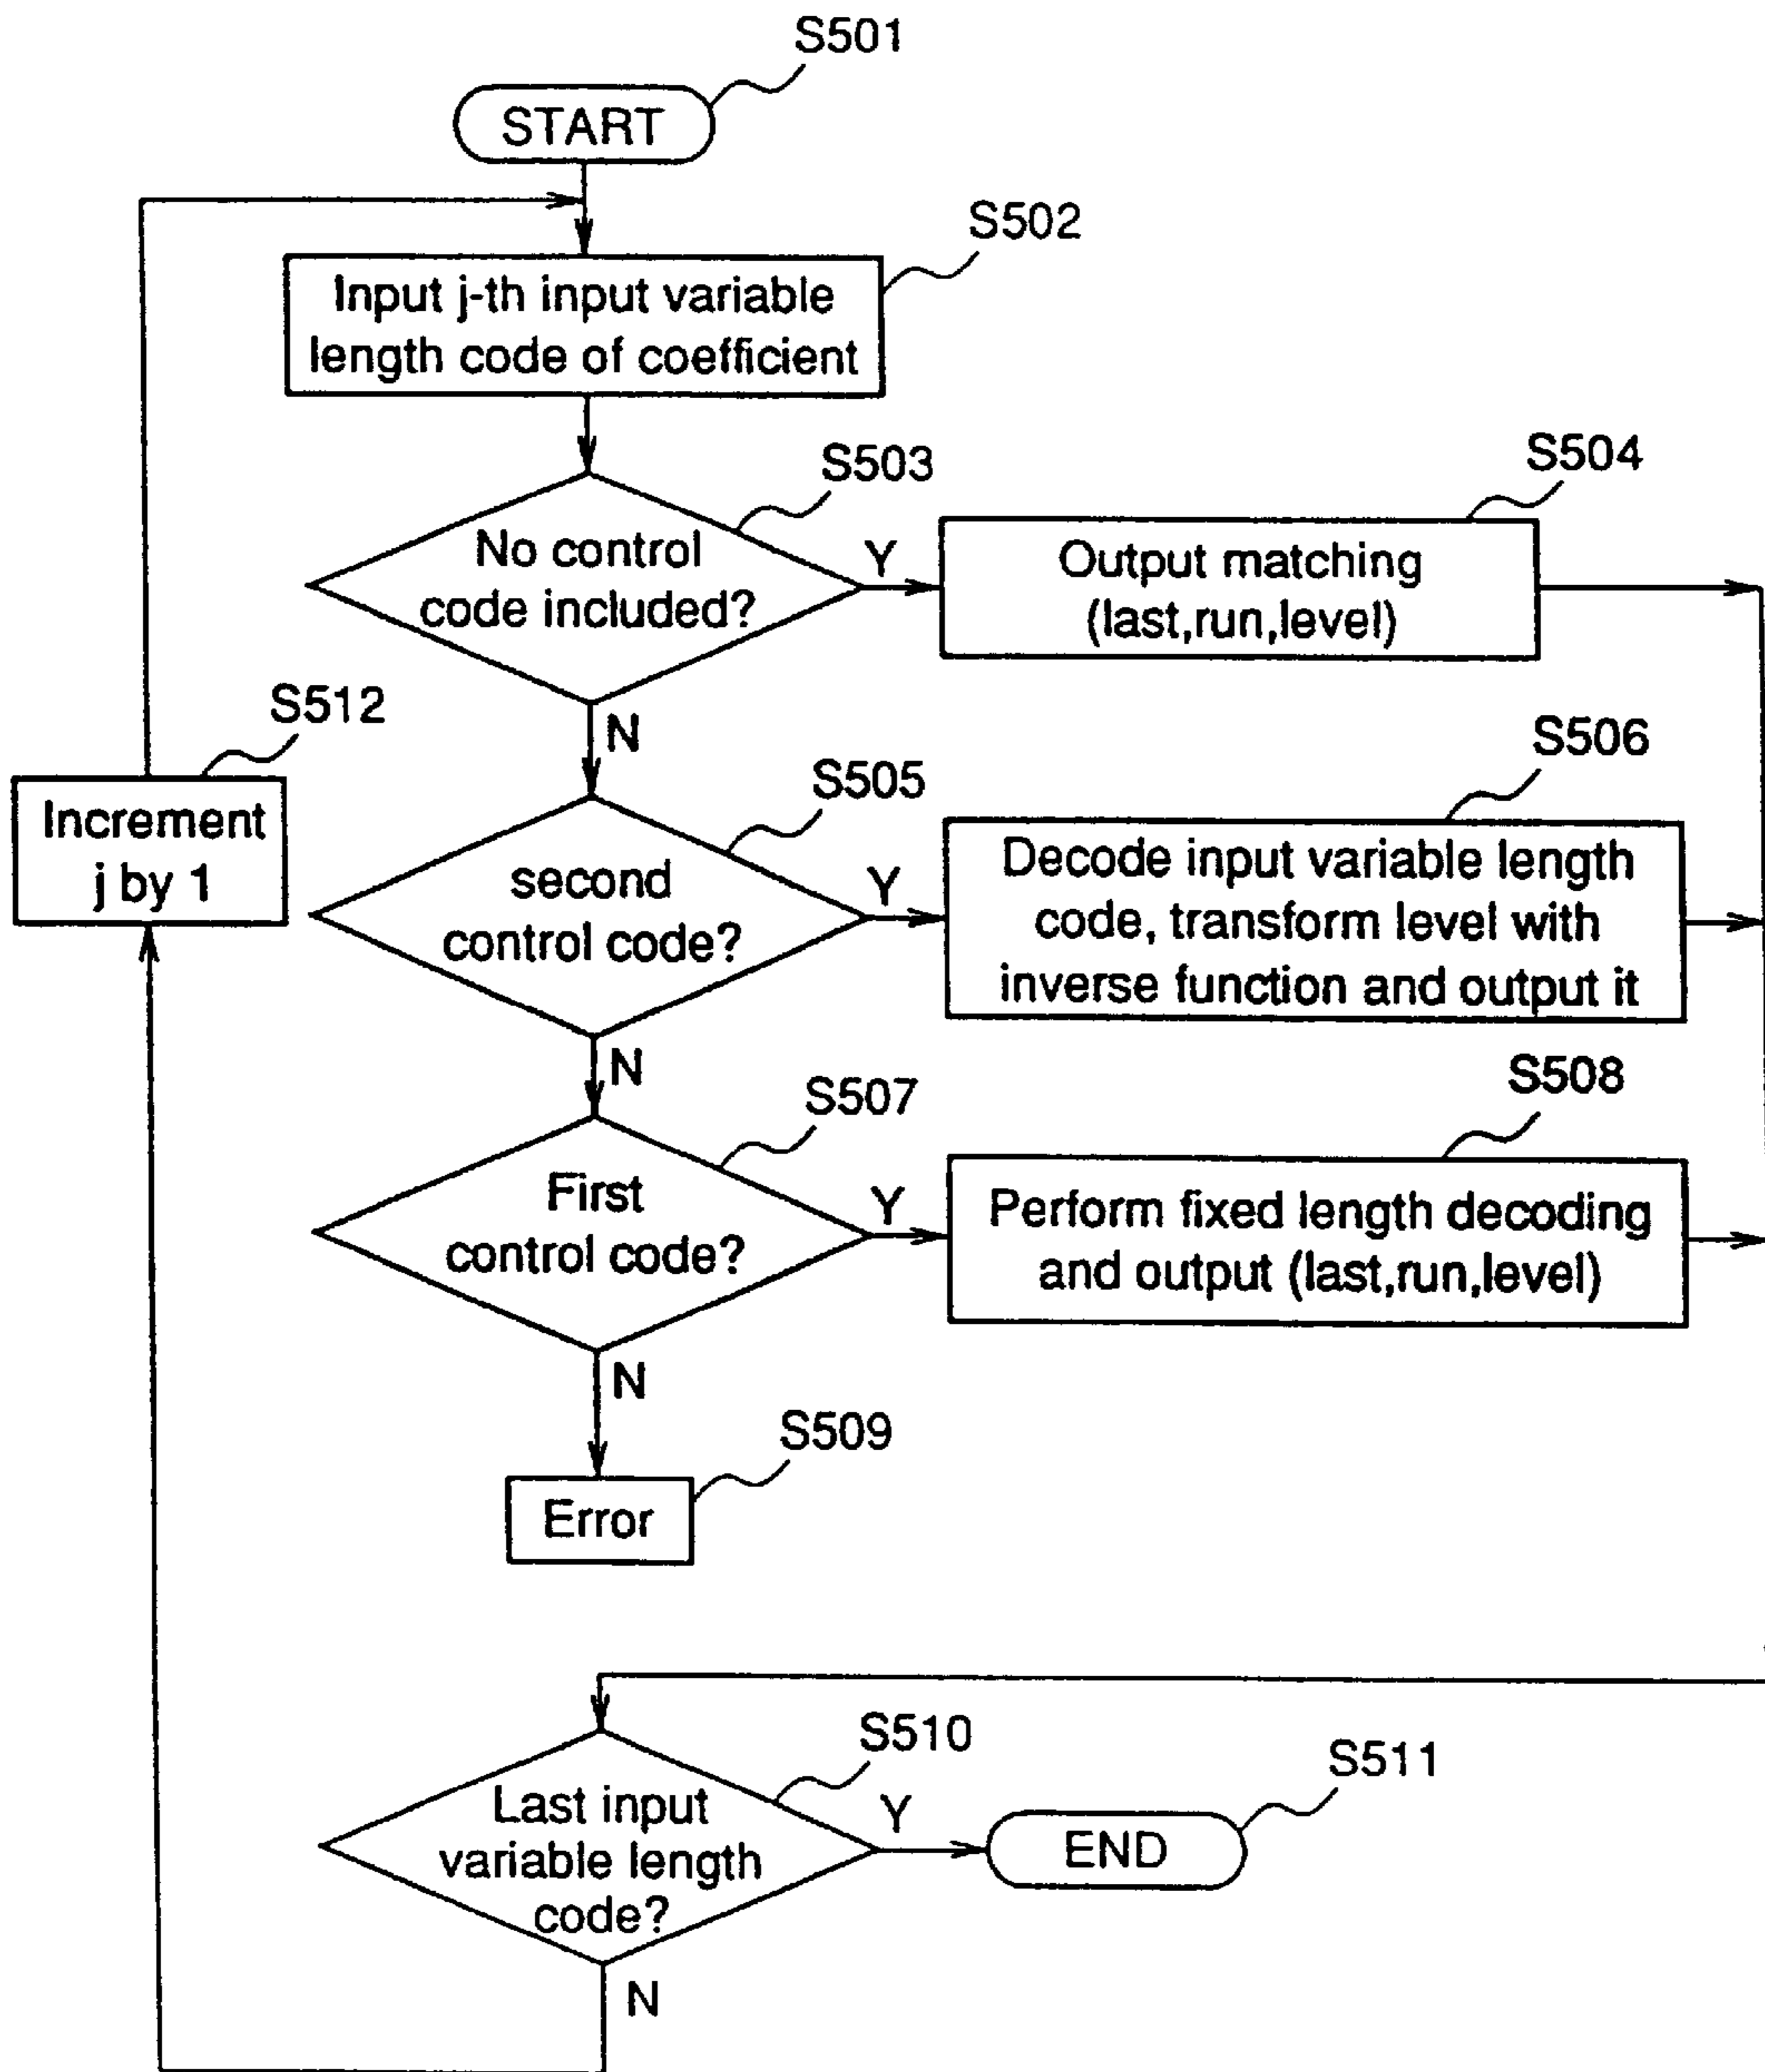 S501
START
S502
Input j-th input variable
length code of coefficient
S503
No control
code included?
Y
N
S504
Output matching
(last,run,level)
S512
Increment
j by 1
S505
second
control code?
Y
N
S506
Decode input variable length
code, transform level with
inverse function and output it
S507
First
control code?
Y
N
S508
Perform fixed length decoding
and output (last,run,level)
S509
Error
S510
Last input
variable length
code?
Y
N
S511
END